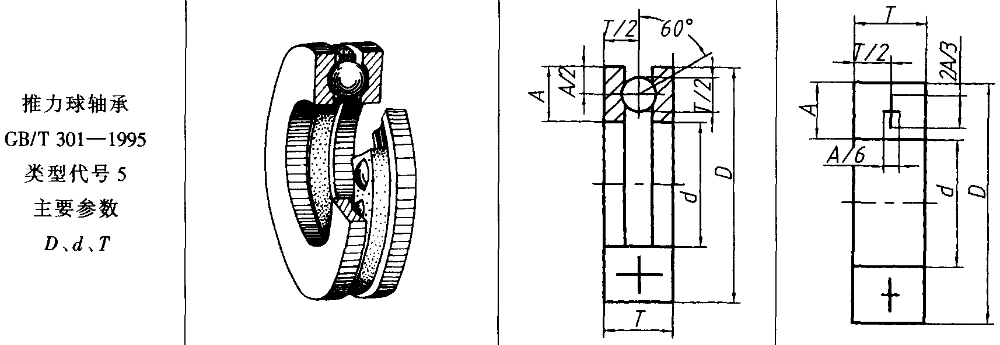 推力球轴承
GB/T 301—1995
类型代号 5
主要参数
D、d、T
T/2
60°
A
A/2
T/2
d
D
T
T
T/2
2A/3
A
A/6
d
D